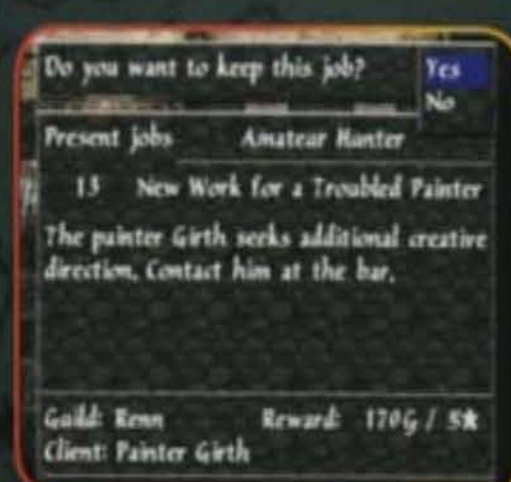 Do you want to keep this job?
Yes
No
Present jobs Amatear Hunter
13 New Work for a Troubled Painter
The painter Girth seeks additional creative
direction. Contact him at the bar.
Guild: Renn Reward: 170G / 5★
Client: Painter Girth